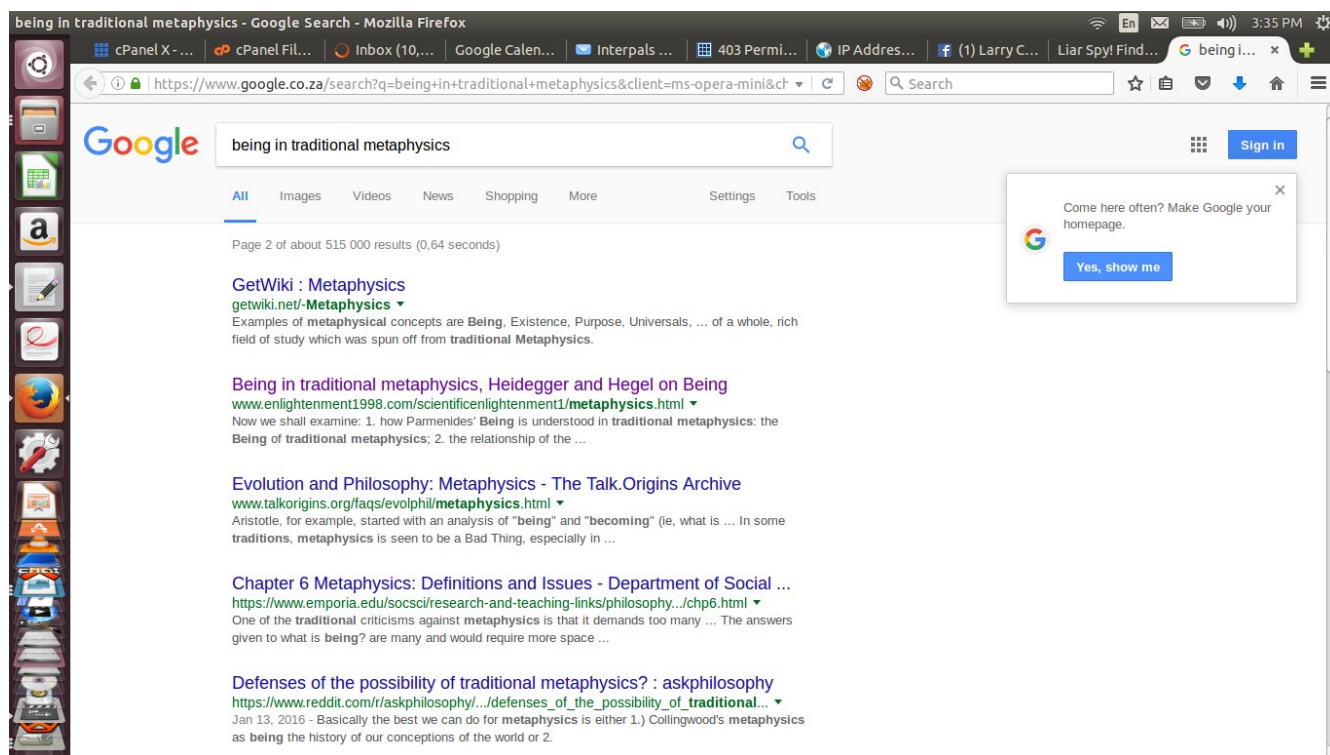 being in traditional metaphysics - Google Search - Mozilla Firefox
En
3:35 PM
cPanel X - ...
cPanel Fil...
Inbox (10,...
Google Calen...
Interpals ...
403 Permi...
IP Addres...
(1) Larry C...
Liar Spy! Find...
being i...
https://www.google.co.za/search?q=being+in+traditional+metaphysics&client=ms-opera-mini&ch
Search
Google
being in traditional metaphysics
Sign in
All Images Videos News Shopping More Settings Tools
Come here often? Make Google your
homepage.
Yes, show me
Page 2 of about 515 000 results (0,64 seconds)
GetWiki : Metaphysics
getwiki.net/-Metaphysics
Examples of metaphysical concepts are Being, Existence, Purpose, Universals, ... of a whole, rich
field of study which was spun off from traditional Metaphysics.
Being in traditional metaphysics, Heidegger and Hegel on Being
www.enlightenment1998.com/scientificenlightenment1/metaphysics.html
Now we shall examine: 1. how Parmenides' Being is understood in traditional metaphysics: the
Being of traditional metaphysics; 2. the relationship of the ...
Evolution and Philosophy: Metaphysics - The Talk.Origins Archive
www.talkorigins.org/faqs/evolphil/metaphysics.html
Aristotle, for example, started with an analysis of "being" and "becoming" (ie, what is ... In some
traditions, metaphysics is seen to be a Bad Thing, especially in ...
Chapter 6 Metaphysics: Definitions and Issues - Department of Social ...
https://www.emporia.edu/socsci/research-and-teaching-links/philosophy.../chp6.html
One of the traditional criticisms against metaphysics is that it demands too many ... The answers
given to what is being? are many and would require more space ...
Defenses of the possibility of traditional metaphysics? : askphilosophy
https://www.reddit.com/r/askphilosophy/.../defenses_of_the_possibility_of_traditional...
Jan 13, 2016 - Basically the best we can do for metaphysics is either 1.) Collingwood's metaphysics
as being the history of our conceptions of the world or 2.